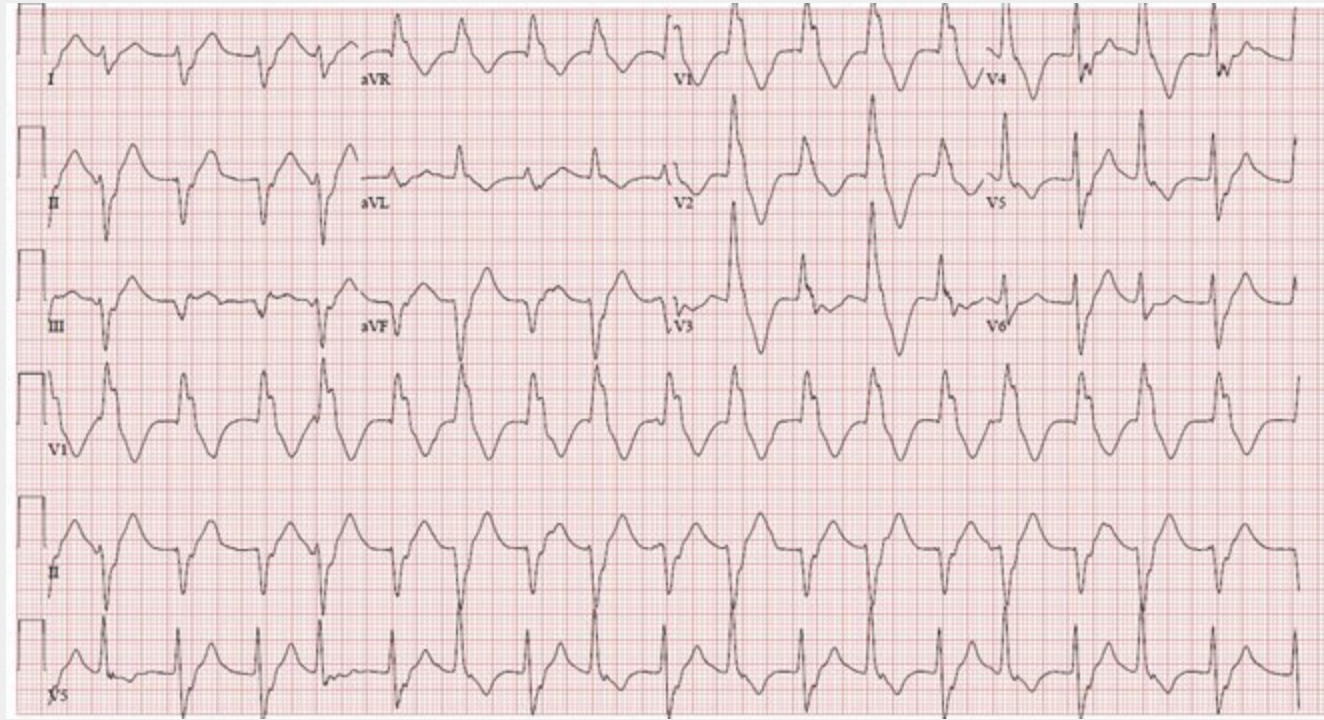 I aVR V1 V4
II aVL V2 V5
III aVF V3 V6
V1
II
V5